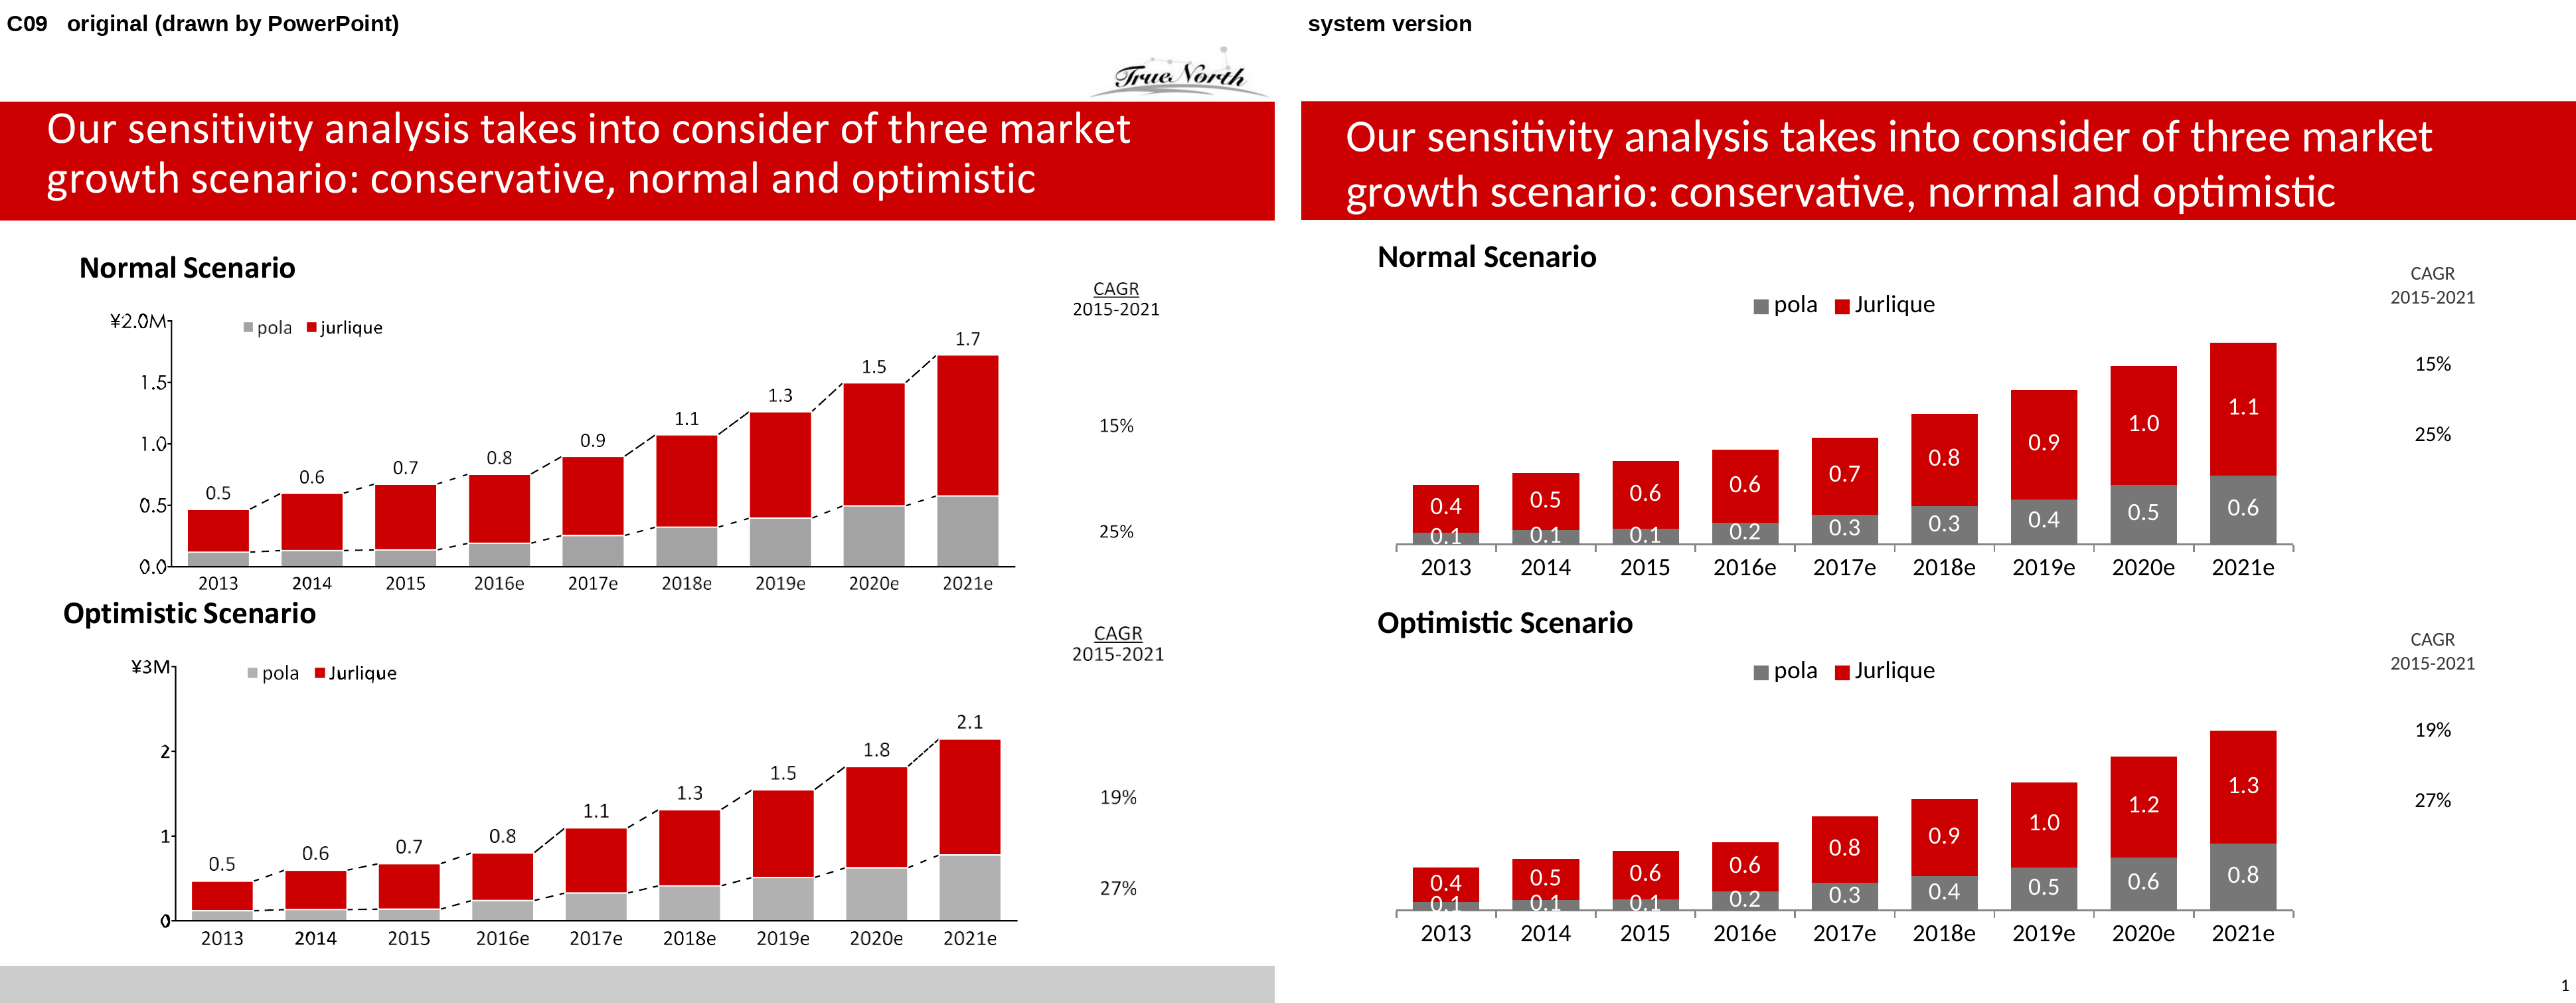 C09 original (drawn by PowerPoint)
TrueNorth
Our sensitivity analysis takes into consider of three market
growth scenario: conservative, normal and optimistic
Normal Scenario
CAGR
2015-2021
¥2.0M
pola jurlique
1.7
1.5
1.3
1.1
0.9
0.8
0.7
0.6
0.5
1.5
1.0
0.5
0.0
15%
25%
2013 2014 2015 2016e 2017e 2018e 2019e 2020e 2021e
Optimistic Scenario
CAGR
2015-2021
¥3M
pola Jurlique
2.1
1.8
1.5
1.3
1.1
0.8
0.7
0.6
0.5
2
1
0
19%
27%
2013 2014 2015 2016e 2017e 2018e 2019e 2020e 2021e
system version
Our sensitivity analysis takes into consider of three market
growth scenario: conservative, normal and optimistic
Normal Scenario
CAGR
2015-2021
pola Jurlique
15%
25%
0.4 0.5 0.6 0.6 0.7 0.8 0.9 1.0 1.1
0.1 0.1 0.1 0.2 0.3 0.3 0.4 0.5 0.6
2013 2014 2015 2016e 2017e 2018e 2019e 2020e 2021e
Optimistic Scenario
CAGR
2015-2021
pola Jurlique
19%
27%
0.4 0.5 0.6 0.6 0.8 0.9 1.0 1.2 1.3
0.1 0.1 0.1 0.2 0.3 0.4 0.5 0.6 0.8
2013 2014 2015 2016e 2017e 2018e 2019e 2020e 2021e
1